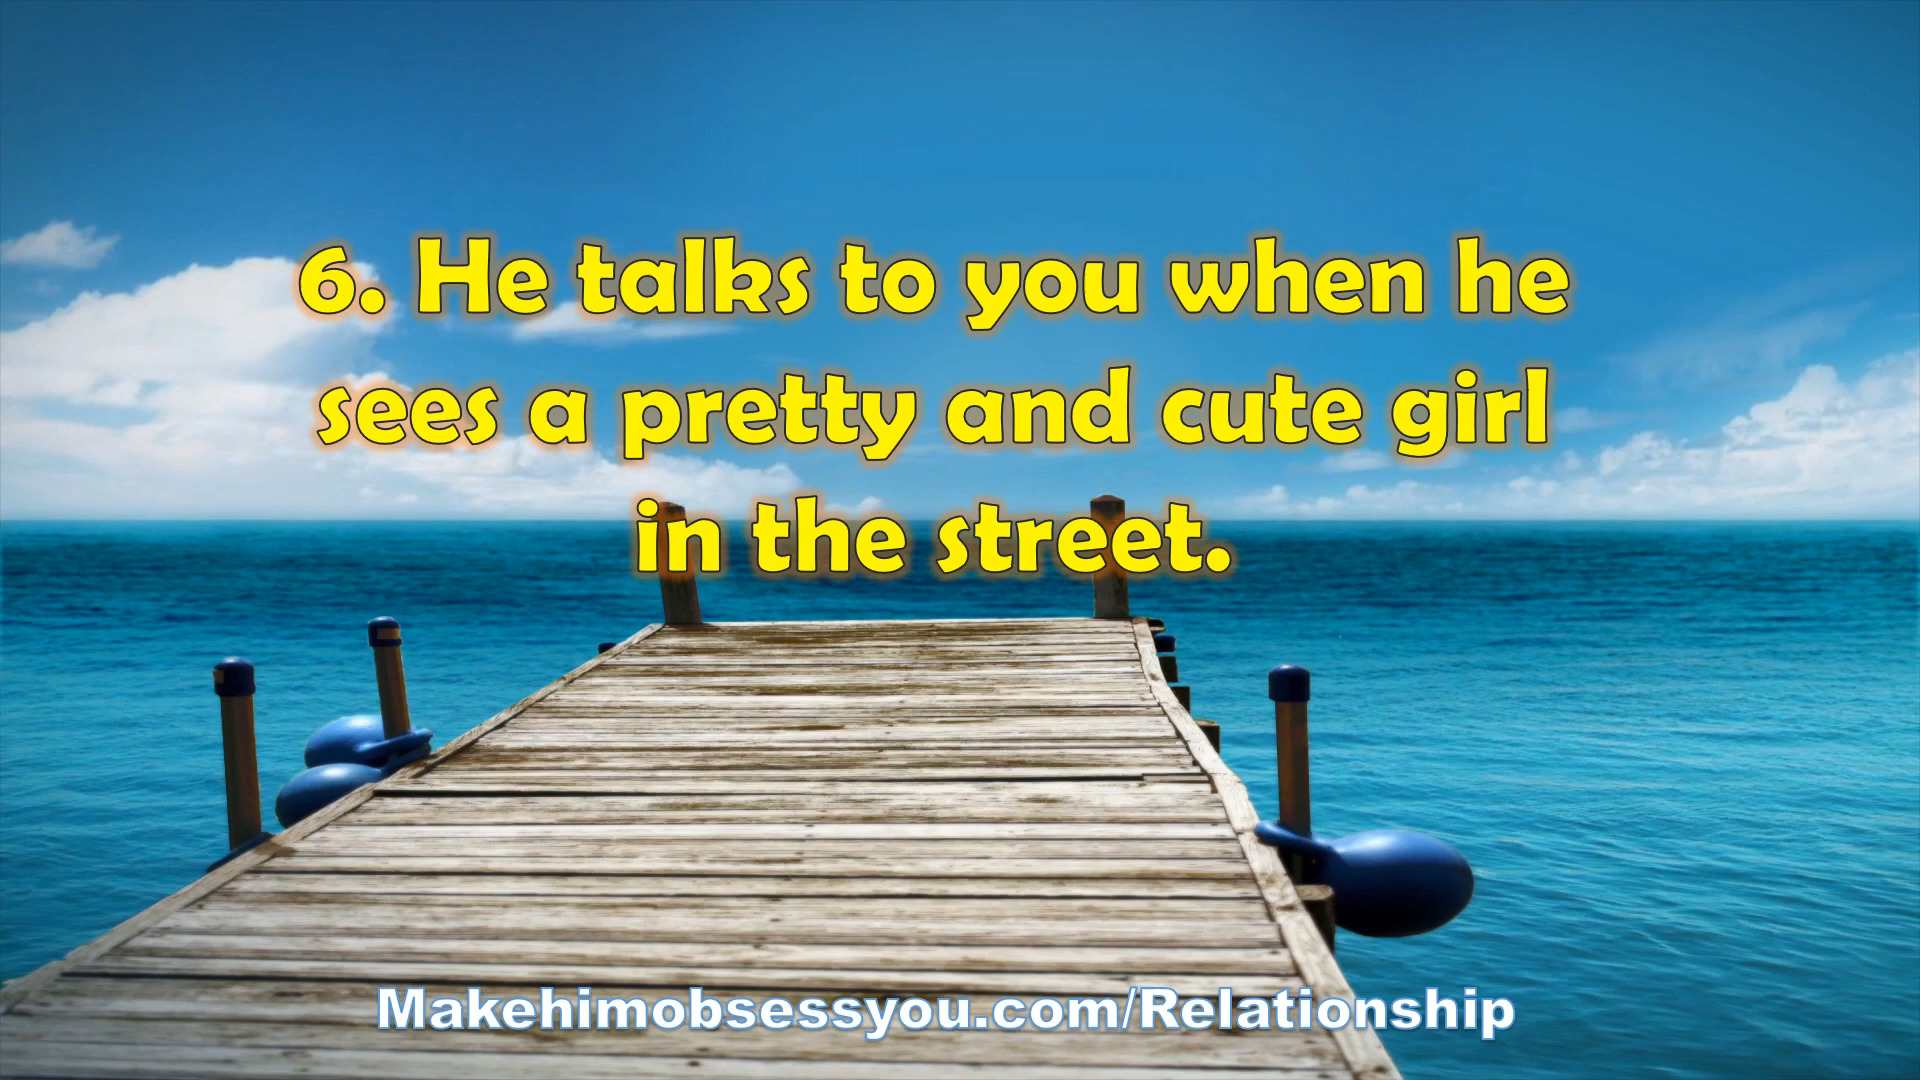 6. He talks to you when he
sees a pretty and cute girl
in the street.
Makehimobsessyou.com/Relationship